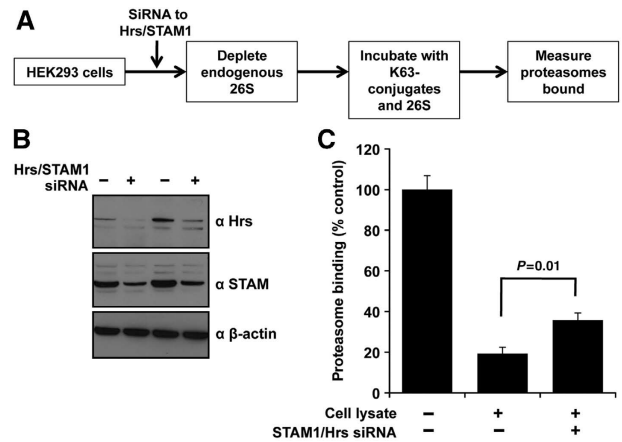 A
SiRNA to
Hrs/STAM1
HEK293 cells
Deplete
endogenous
26S
Incubate with
K63-
conjugates
and 26S
Measure
proteasomes
bound
B
Hrs/STAM1
siRNA
– + – +
α Hrs
α STAM
α β-actin
C
Proteasome binding (% control)
120
100
80
60
40
20
0
P=0.01
Cell lysate – + +
STAM1/Hrs siRNA – – +